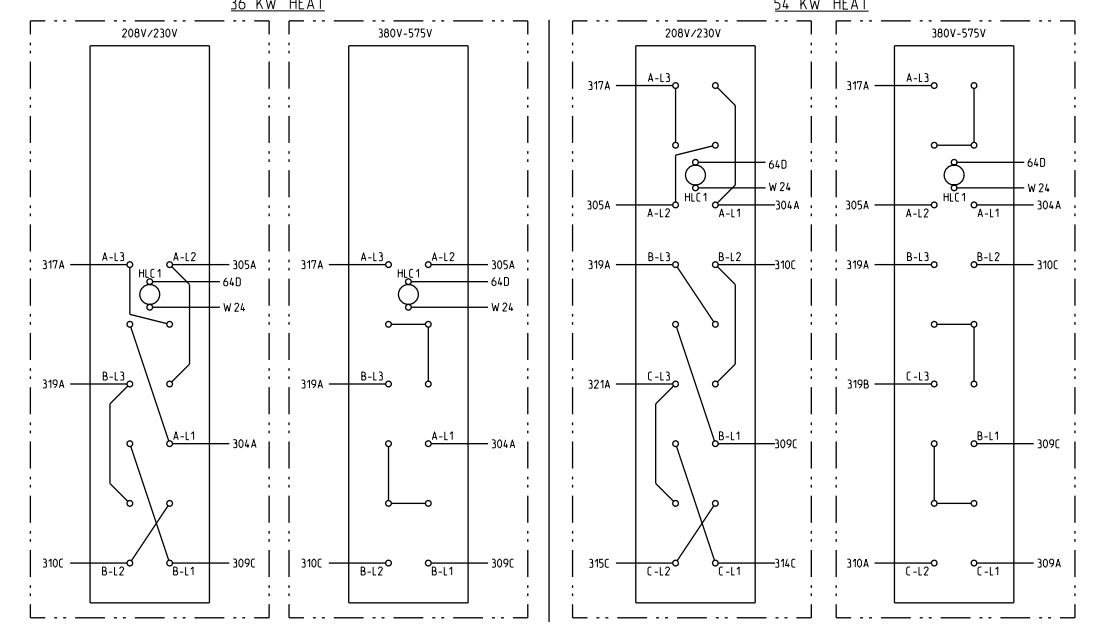 36 KW HEAT
54 KW HEAT
208V/230V
380V-575V
208V/230V
380V-575V
317A A-L3
317A A-L3
64D
64D
HLC1 W24
HLC1 W24
305A A-L2 A-L1 304A
305A A-L2 A-L1 304A
317A A-L3 A-L2 305A
317A A-L3 A-L2 305A
319A B-L3 B-L2 310C
319A B-L3 B-L2 310C
HLC1 64D
HLC1 64D
W24
W24
319A B-L3
319A B-L3
321A C-L3
319B C-L3
A-L1 304A
A-L1 304A
B-L1 309C
B-L1 309C
310C B-L2 B-L1 309C
310C B-L2 B-L1 309C
315C C-L2 C-L1 314C
310A C-L2 C-L1 309A